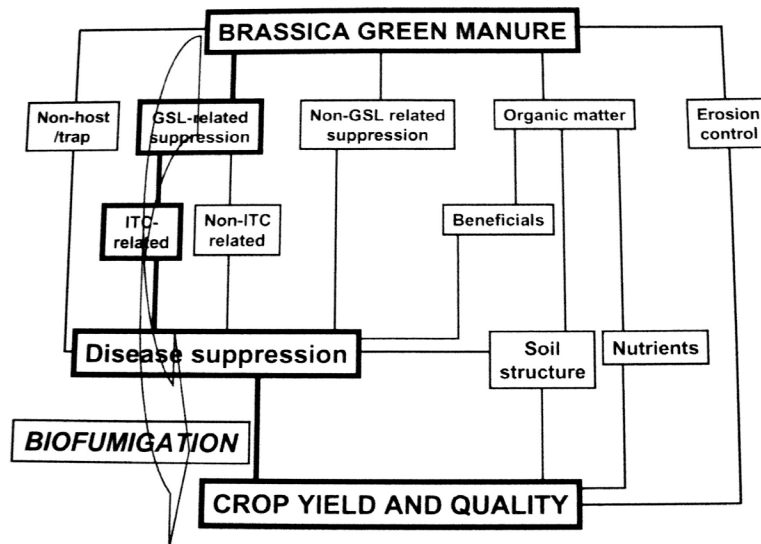 BRASSICA GREEN MANURE
Non-host
/trap
GSL-related
suppression
Non-GSL related
suppression
Organic matter
Erosion
control
ITC-
related
Non-ITC
related
Beneficials
Disease suppression
Soil
structure
Nutrients
BIOFUMIGATION
CROP YIELD AND QUALITY